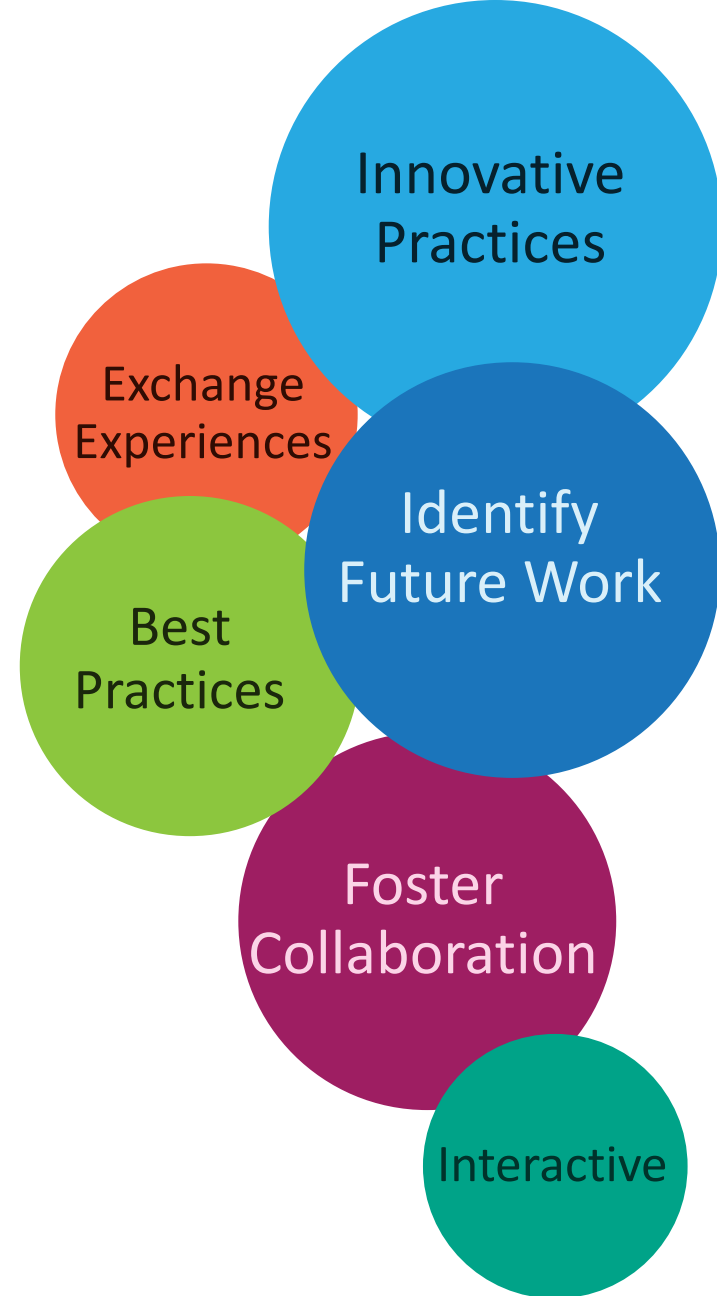 Innovative
Practices
Exchange
Experiences
Identify
Future Work
Best
Practices
Foster
Collaboration
Interactive